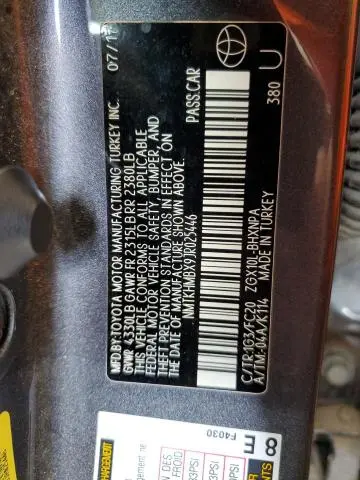 MFD.BY:TOYOTA MOTOR MANUFACTURING TURKEY INC. 07/17
GVWR 4330LB GAWR FR 2315LB RR 2380LB
THIS VEHICLE CONFORMS TO ALL APPLICABLE
FEDERAL MOTOR VEHICLE SAFETY, BUMPER, AND
THEFT PREVENTION STANDARDS IN EFFECT ON
THE DATE OF MANUFACTURE SHOWN ABOVE.
NMTKHMBX9JR023446 PASS.CAR
C/TR:1G3/FC20 ZGX10L-BHXNPA
A/TM:-04A/K114 380 U
MADE IN TURKEY
F4030
8
E